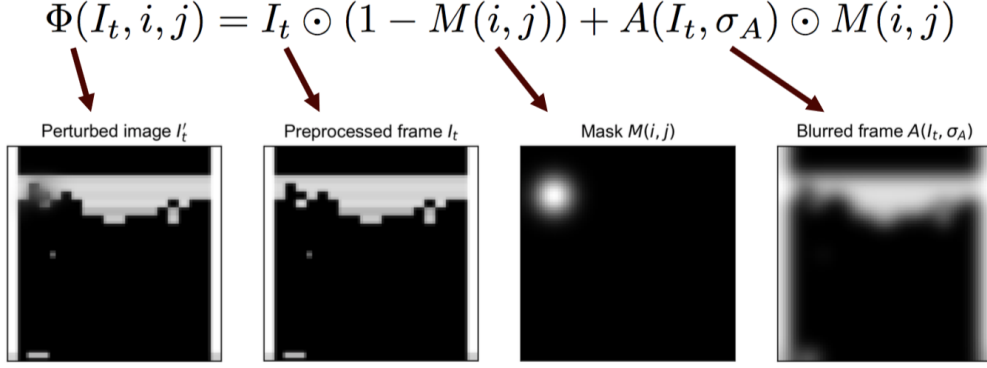 Φ(I_t, i, j) = I_t ⊙ (1 − M(i, j)) + A(I_t, σ_A) ⊙ M(i, j)
Perturbed image I′_t
Preprocessed frame I_t
Mask M(i, j)
Blurred frame A(I_t, σ_A)